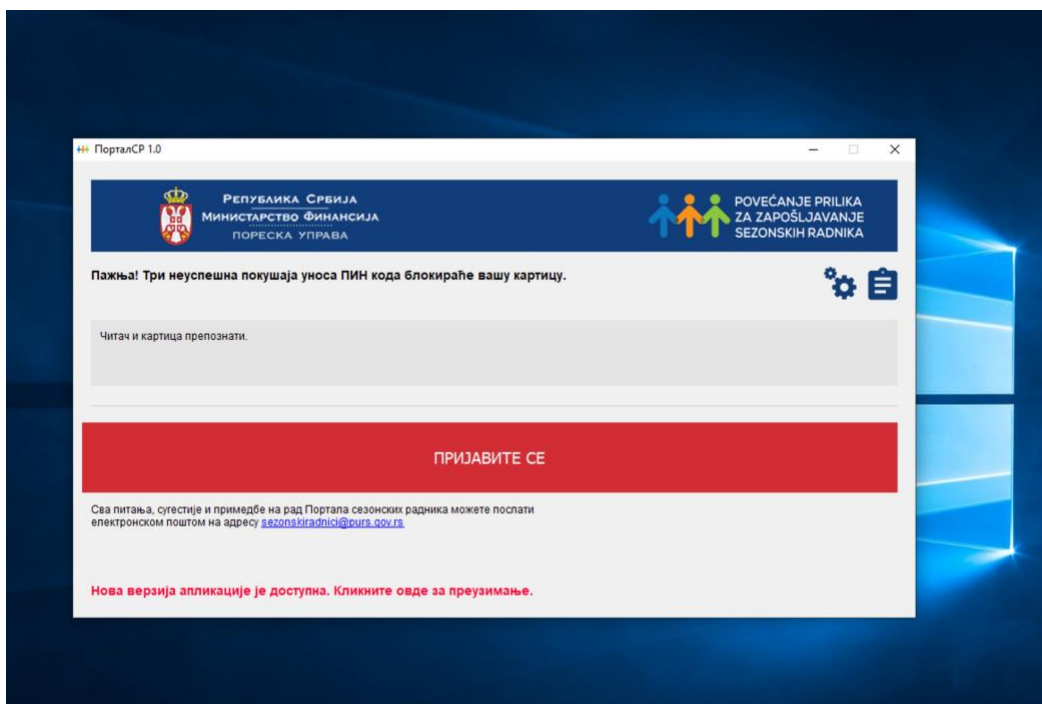 ПорталСР 1.0
Република Србија
Министарство Финансија
ПОРЕСКА УПРАВА
POVEĆANJE PRILIKA
ZA ZAPOŠLJAVANJE
SEZONSKIH RADNIKA
Пажња! Три неуспешна покушаја уноса ПИН кода блокираће вашу картицу.
Читач и картица препознати.
ПРИЈАВИТЕ СЕ
Сва питања, сугестије и примедбе на рад Портала сезонских радника можете послати
електронском поштом на адресу sezonskiradnici@purs.gov.rs
Нова верзија апликације је доступна. Кликните овде за преузимање.